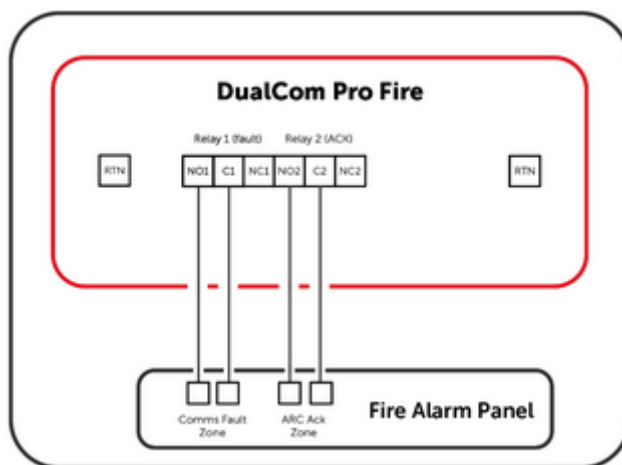 DualCom Pro Fire
Relay 1 (fault) Relay 2 (ACK)
RTN NO1 C1 NC1 NO2 C2 NC2 RTN
Comms Fault
Zone
ARC Ack
Zone
Fire Alarm Panel